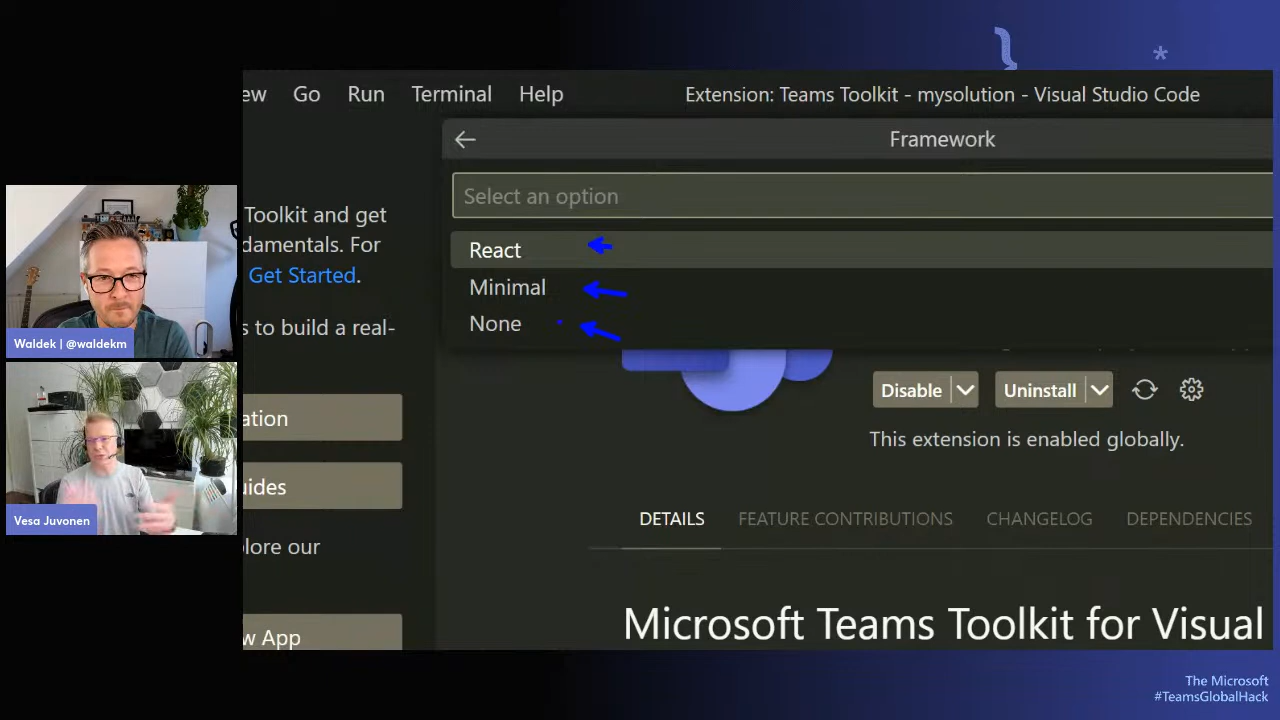 } *
ew Go Run Terminal Help Extension: Teams Toolkit - mysolution - Visual Studio Code
Framework
Select an option
React
Minimal
None
Toolkit and get
damentals. For
Get Started.
s to build a real-
ation
uides
lore our
w App
Disable Uninstall
This extension is enabled globally.
DETAILS FEATURE CONTRIBUTIONS CHANGELOG DEPENDENCIES
Microsoft Teams Toolkit for Visual
Waldek | @waldekm
Vesa Juvonen
The Microsoft
#TeamsGlobalHack